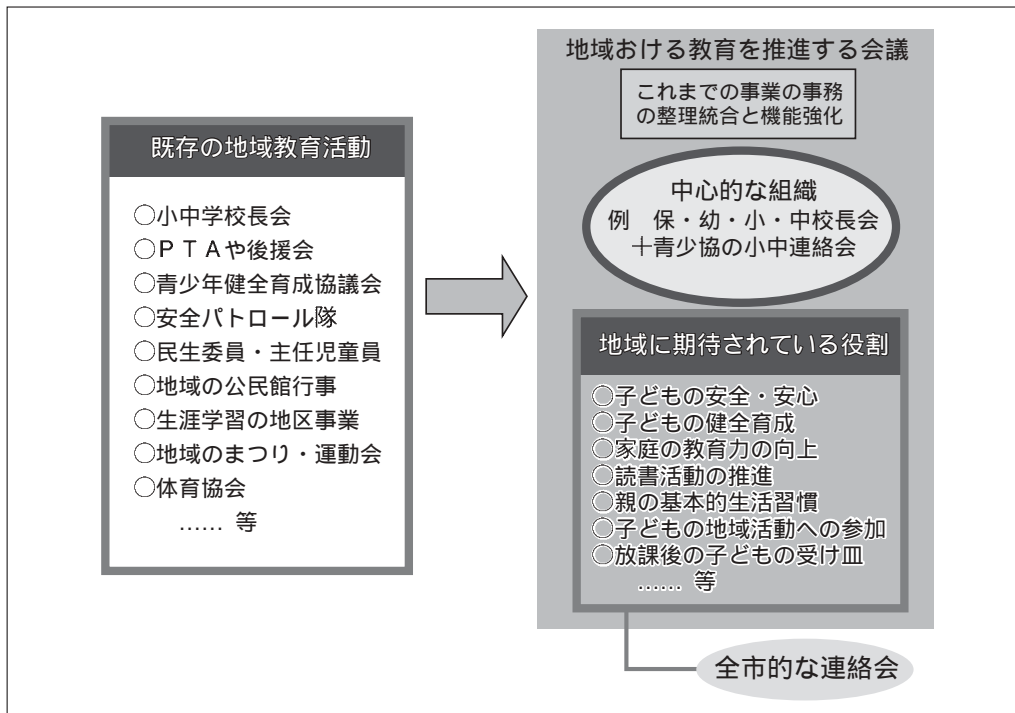 既存の地域教育活動
○小中学校長会
○ＰＴＡや後援会
○青少年健全育成協議会
○安全パトロール隊
○民生委員・主任児童員
○地域の公民館行事
○生涯学習の地区事業
○地域のまつり・運動会
○体育協会
…… 等
地域おける教育を推進する会議
これまでの事業の事務
の整理統合と機能強化
中心的な組織
例　保・幼・小・中校長会
十青少協の小中連絡会
地域に期待されている役割
○子どもの安全・安心
○子どもの健全育成
○家庭の教育力の向上
○読書活動の推進
○親の基本的生活習慣
○子どもの地域活動への参加
○放課後の子どもの受け皿
…… 等
全市的な連絡会